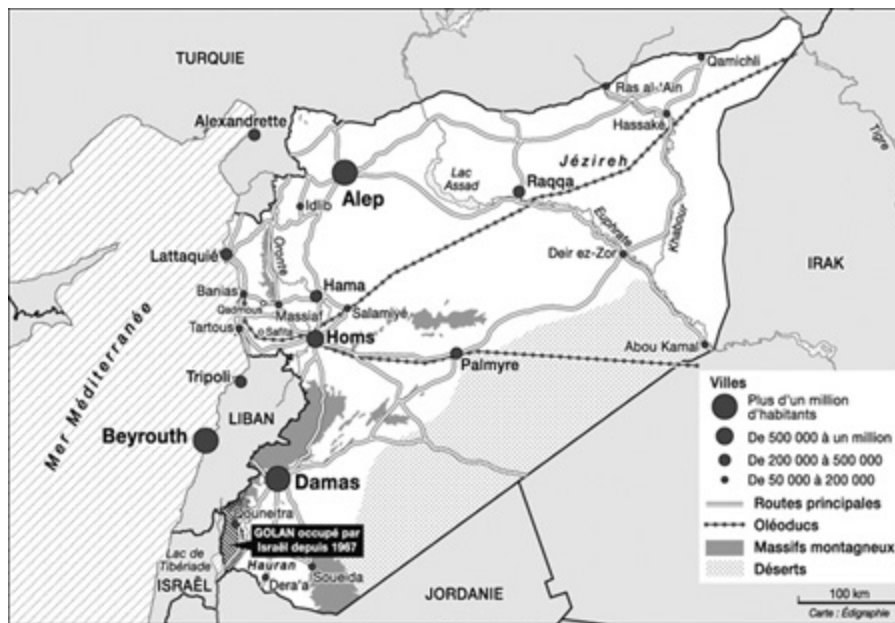 TURQUIE
Qamichli
Ras al-'Ain
Alexandrette
Hassaké
Tigre
Jézireh
Lac
Assad
Alep
Raqqa
Idlib
Euphrate
Khabour
Oronte
Lattaquié
Deir ez-Zor
IRAK
Banias
Hama
Qadmous
Massiaf
Salamiyé
Tartous
Safita
Homs
Abou Kamal
Palmyre
Mer Méditerranée
Tripoli
LIBAN
Beyrouth
Damas
Qouneitra
GOLAN occupé par
Israël depuis 1967
Lac de
Tibériade
Hauran
Soueida
ISRAËL
Dera'a
JORDANIE
Villes
Plus d'un million
d'habitants
De 500 000 à un million
De 200 000 à 500 000
De 50 000 à 200 000
Routes principales
Oléoducs
Massifs montagneux
Déserts
100 km
Carte : Édigraphie